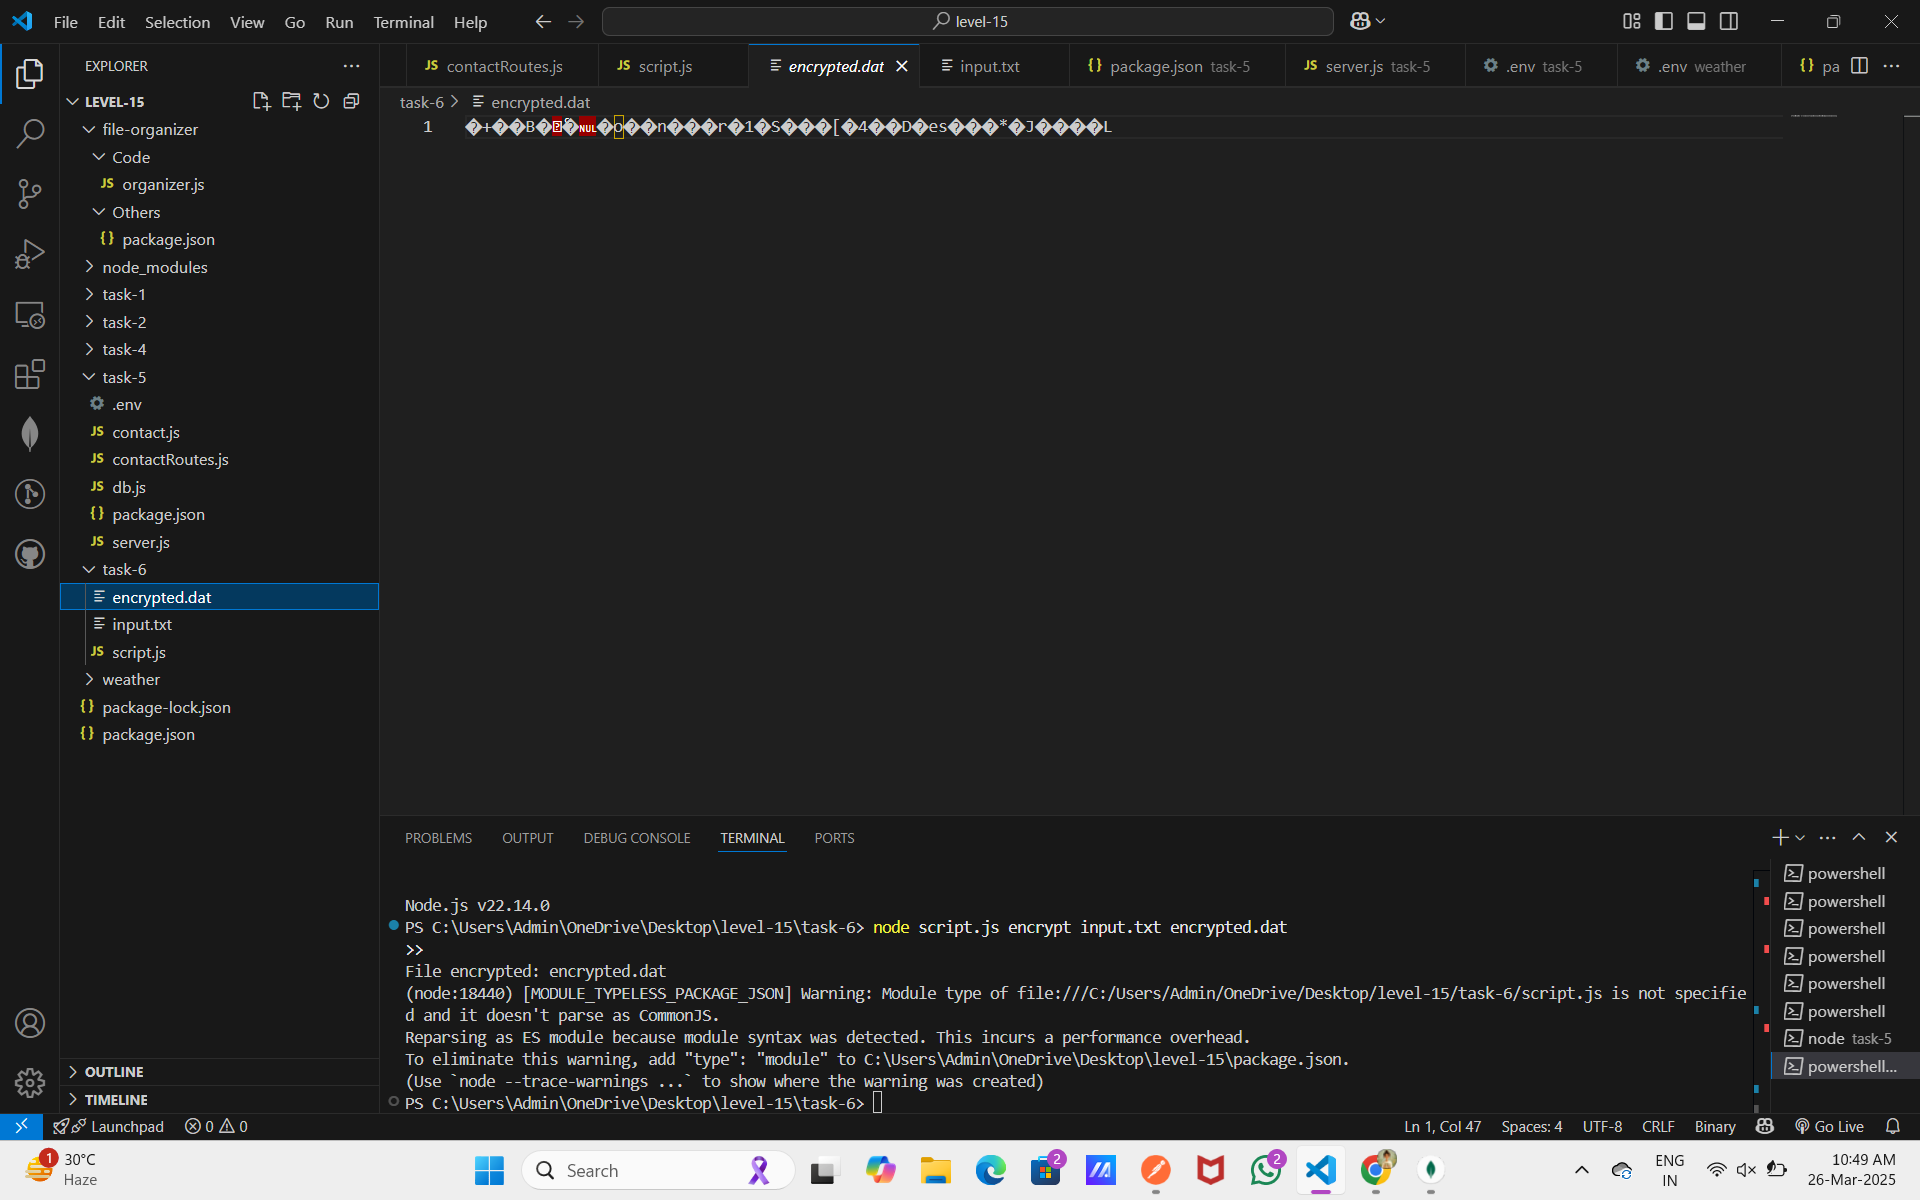 File Edit Selection View Go Run Terminal Help
level-15
EXPLORER
LEVEL-15
file-organizer
Code
JS organizer.js
Others
{} package.json
node_modules
task-1
task-2
task-4
task-5
.env
JS contact.js
JS contactRoutes.js
JS db.js
{} package.json
JS server.js
task-6
encrypted.dat
input.txt
JS script.js
weather
{} package-lock.json
{} package.json
OUTLINE
TIMELINE
JS contactRoutes.js
JS script.js
encrypted.dat
input.txt
{} package.json task-5
JS server.js task-5
.env task-5
.env weather
{} pa
task-6 > encrypted.dat
1 �+��B� � NUL�o��n���r�1�S���[�4��D�es���*�J����L
PROBLEMS OUTPUT DEBUG CONSOLE TERMINAL PORTS
Node.js v22.14.0
PS C:\Users\Admin\OneDrive\Desktop\level-15\task-6> node script.js encrypt input.txt encrypted.dat
>>
File encrypted: encrypted.dat
(node:18440) [MODULE_TYPELESS_PACKAGE_JSON] Warning: Module type of file:///C:/Users/Admin/OneDrive/Desktop/level-15/task-6/script.js is not specifie
d and it doesn't parse as CommonJS.
Reparsing as ES module because module syntax was detected. This incurs a performance overhead.
To eliminate this warning, add "type": "module" to C:\Users\Admin\OneDrive\Desktop\level-15\package.json.
(Use `node --trace-warnings ...` to show where the warning was created)
PS C:\Users\Admin\OneDrive\Desktop\level-15\task-6>
powershell
powershell
powershell
powershell
powershell
powershell
node task-5
powershell...
Launchpad 0 0
Ln 1, Col 47 Spaces: 4 UTF-8 CRLF Binary Go Live
1
30°C
Haze
Search
2
2
ENG
IN
10:49 AM
26-Mar-2025